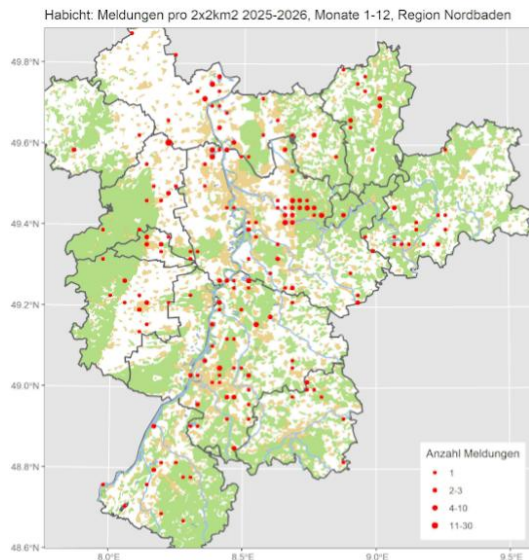 Habicht: Meldungen pro 2x2km2 2025-2026, Monate 1-12, Region Nordbaden
49.8°N
49.6°N
49.4°N
49.2°N
49.0°N
48.8°N
48.6°N
Anzahl Meldungen
1
2-3
4-10
11-30
8.0°E
8.5°E
9.0°E
9.5°E